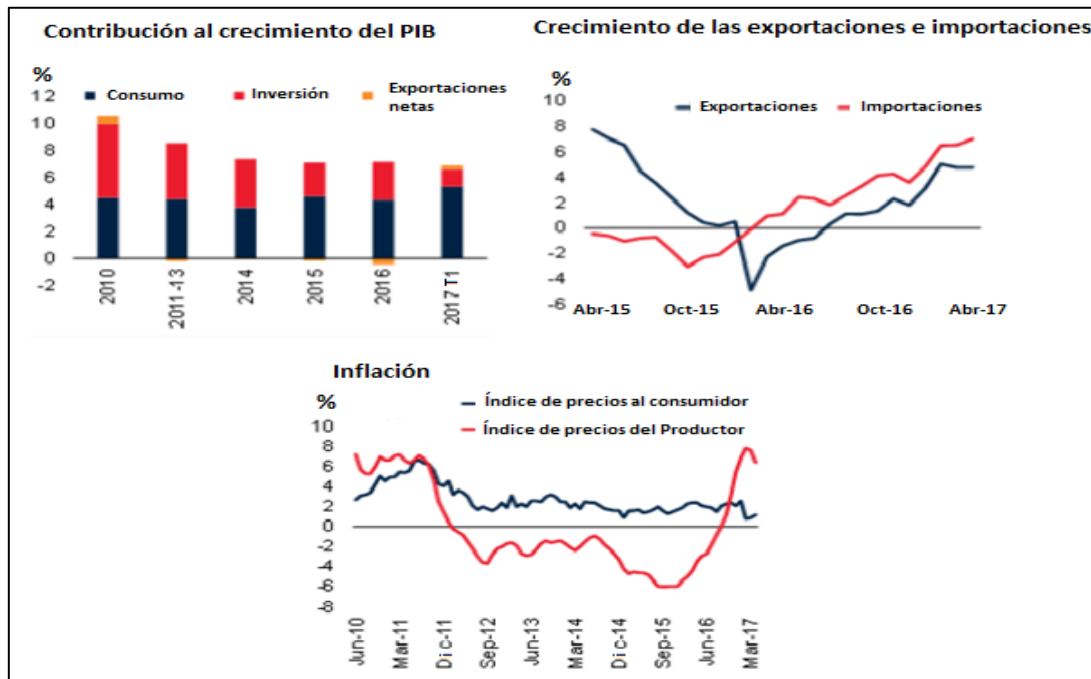 Contribución al crecimiento del PIB
%
Consumo
Inversión
Exportaciones
netas
12
10
8
6
4
2
0
-2
2010
2011-13
2014
2015
2016
2017 T1
Crecimiento de las exportaciones e importaciones
%
Exportaciones
Importaciones
10
8
6
4
2
0
-2
-4
-6
Abr-15
Oct-15
Abr-16
Oct-16
Abr-17
Inflación
%
Índice de precios al consumidor
Índice de precios del Productor
10
8
6
4
2
0
-2
-4
-6
-8
Jun-10
Mar-11
Dic-11
Sep-12
Jun-13
Mar-14
Dic-14
Sep-15
Jun-16
Mar-17